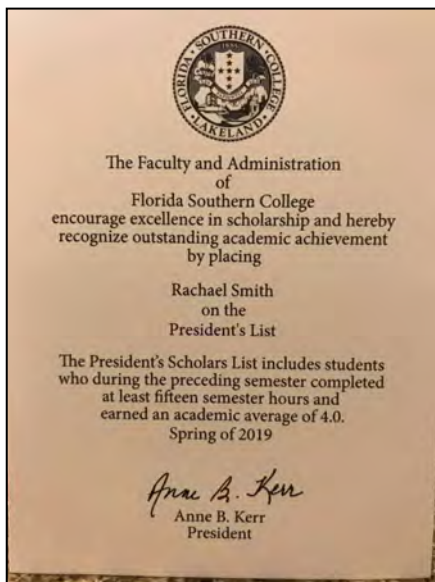 FLORIDA · SOUTHERN · COLLEGE
· LAKELAND ·
The Faculty and Administration
of
Florida Southern College
encourage excellence in scholarship and hereby
recognize outstanding academic achievement
by placing
Rachael Smith
on the
President's List
The President's Scholars List includes students
who during the preceding semester completed
at least fifteen semester hours and
earned an academic average of 4.0.
Spring of 2019
Anne B. Kerr
Anne B. Kerr
President